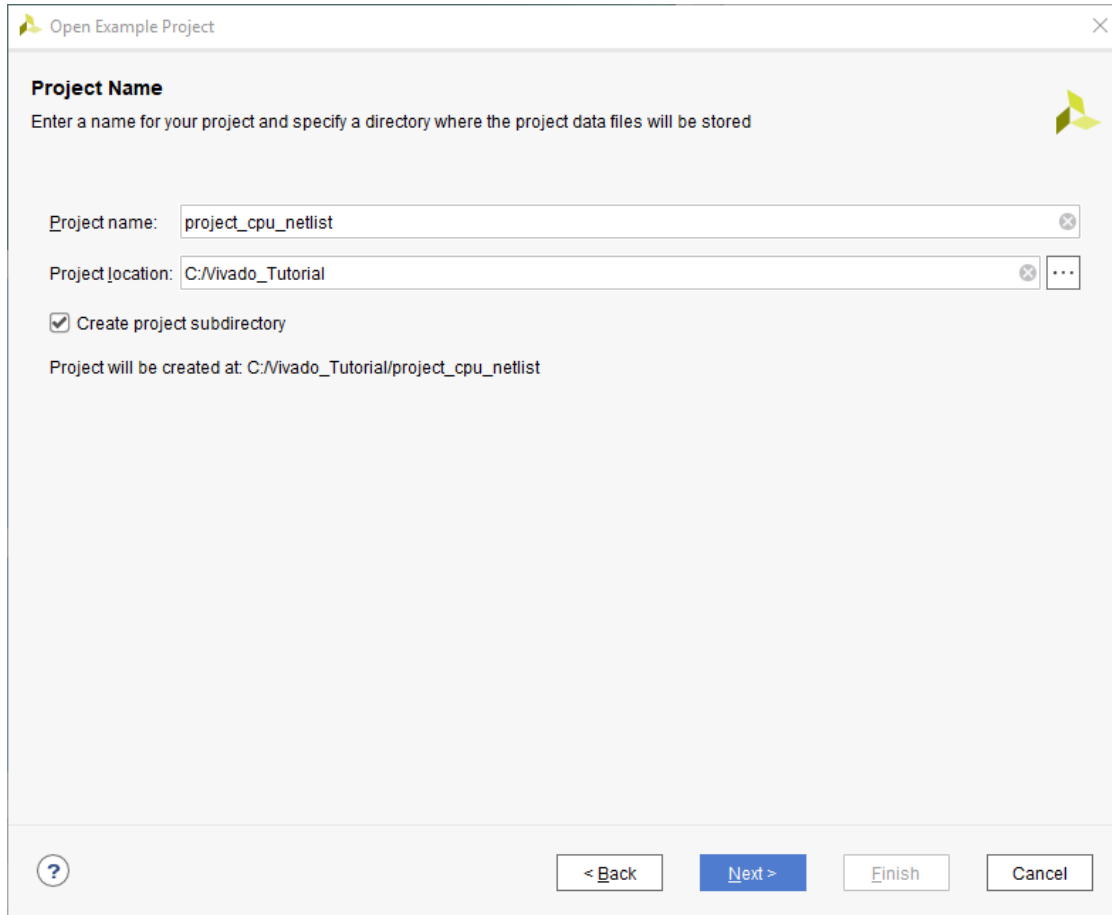 Open Example Project
Project Name
Enter a name for your project and specify a directory where the project data files will be stored
Project name: project_cpu_netlist
Project location: C:/Vivado_Tutorial ...
Create project subdirectory
Project will be created at: C:/Vivado_Tutorial/project_cpu_netlist
? < Back Next > Finish Cancel